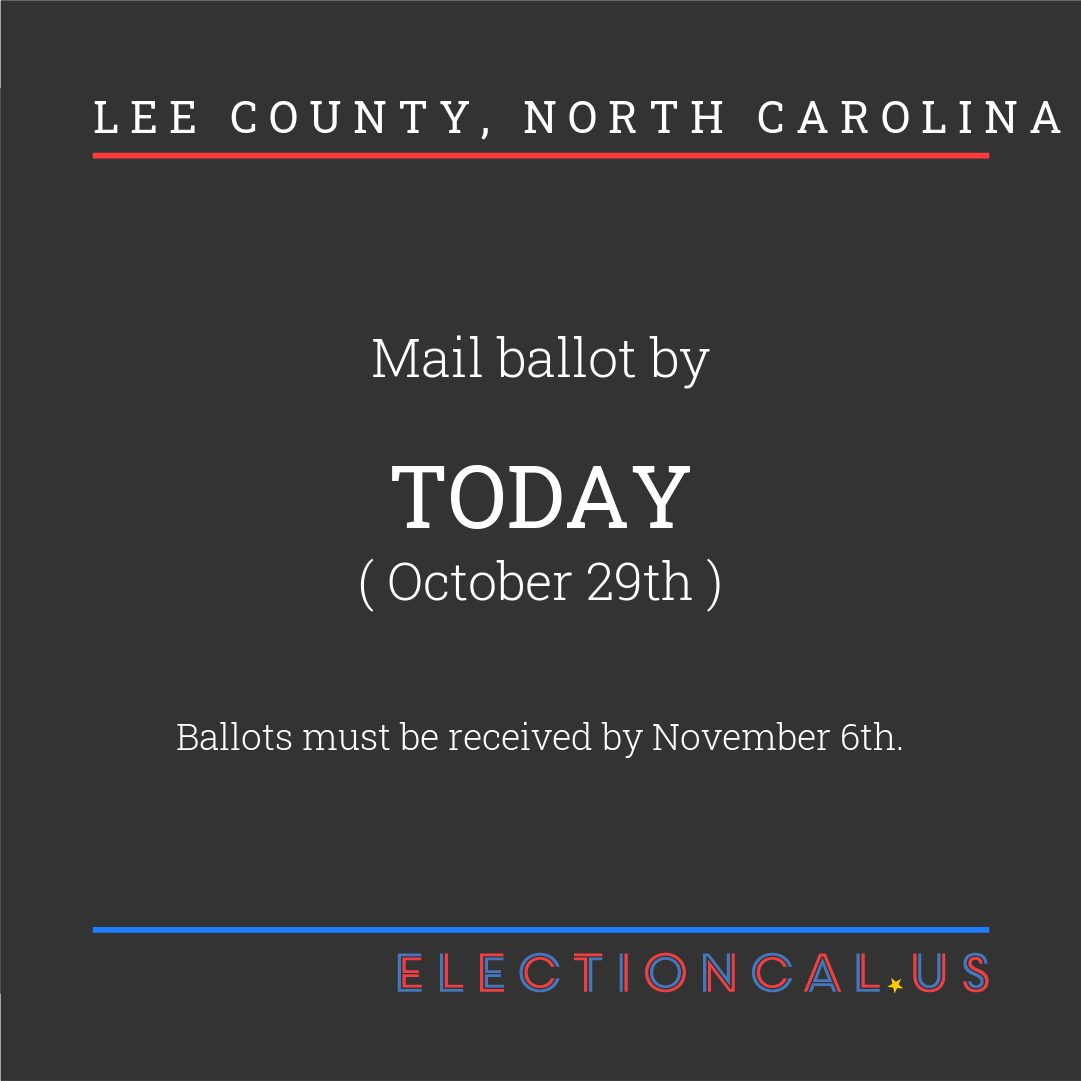 LEE COUNTY, NORTH CAROLINA
Mail ballot by
TODAY
( October 29th )
Ballots must be received by November 6th.
ELECTIONCAL.US